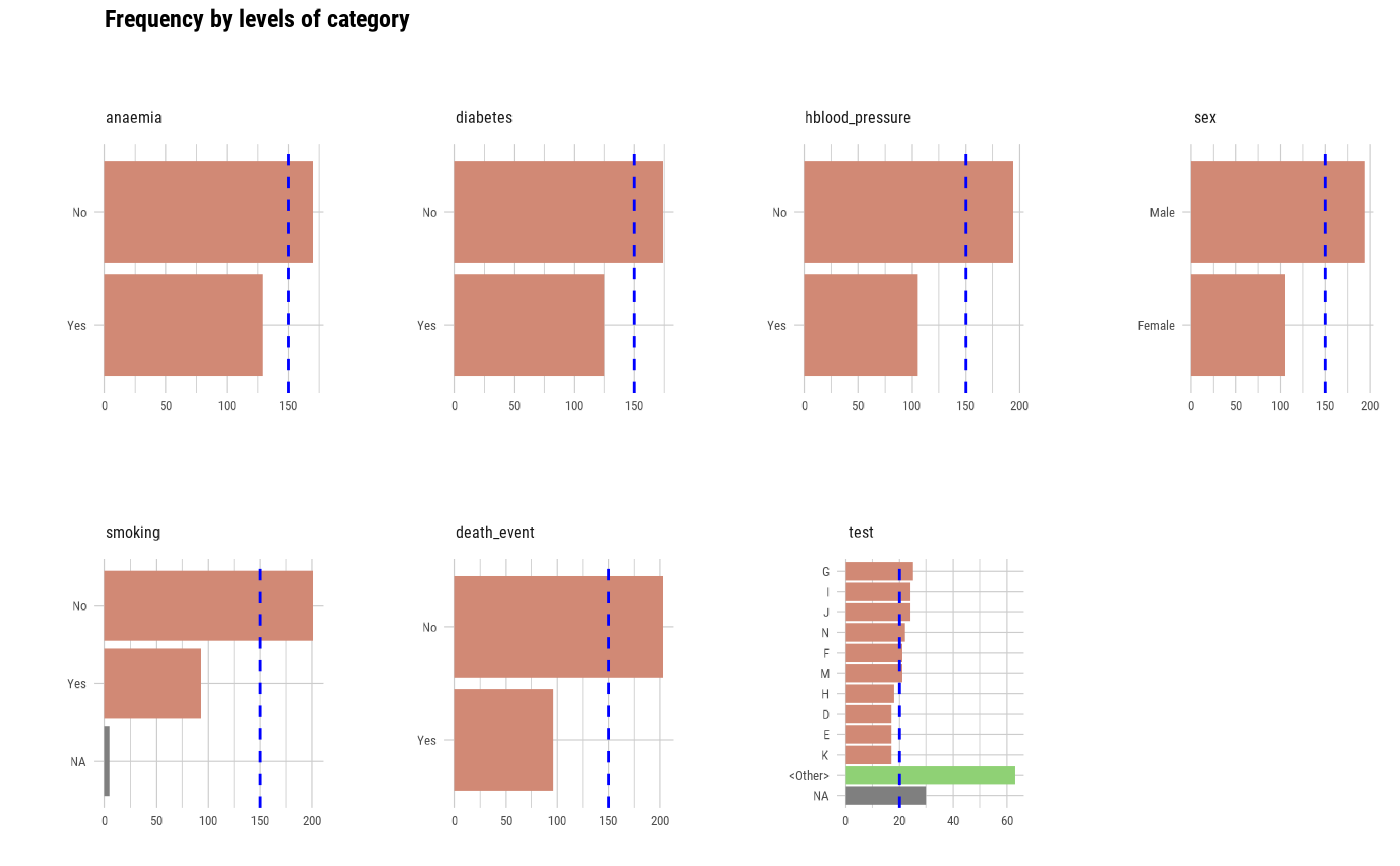 Frequency by levels of category
anaemia
No
Yes
0 50 100 150
diabetes
No
Yes
0 50 100 150
hblood_pressure
No
Yes
0 50 100 150 200
sex
Male
Female
0 50 100 150 200
smoking
No
Yes
NA
0 50 100 150 200
death_event
No
Yes
0 50 100 150 200
test
G
I
J
N
F
M
H
D
E
K
<Other>
NA
0 20 40 60